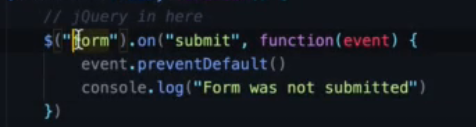 // jQuery in here
$("form").on("submit", function(event) {
event.preventDefault()
console.log("Form was not submitted")
})